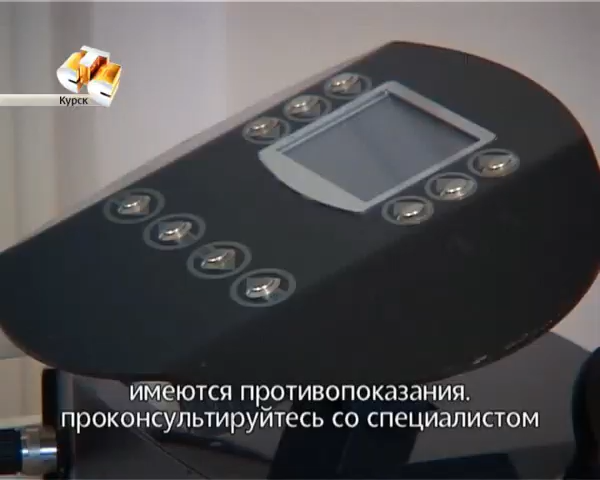 Курск
имеются противопоказания.
проконсультируйтесь со специалистом